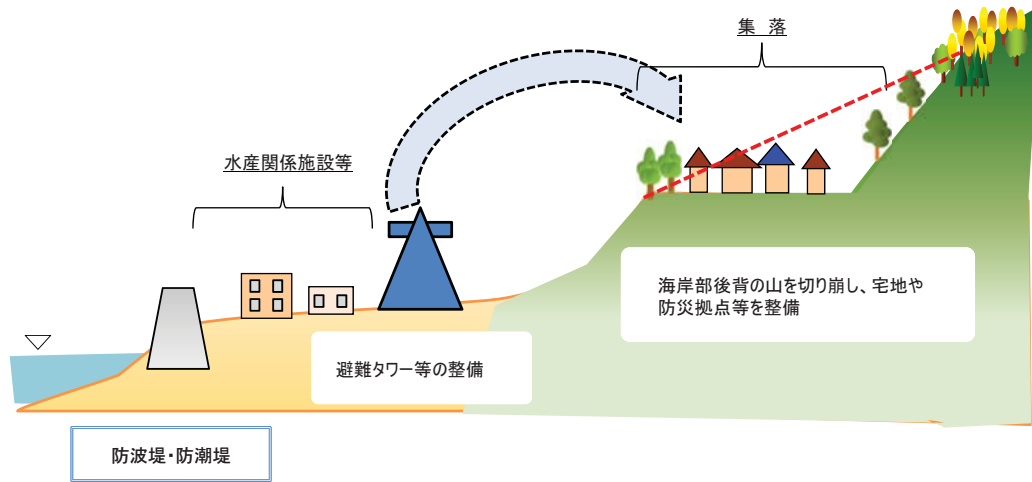 集 落
水産関係施設等
海岸部後背の山を切り崩し、宅地や
防災拠点等を整備
避難タワー等の整備
防波堤・防潮堤